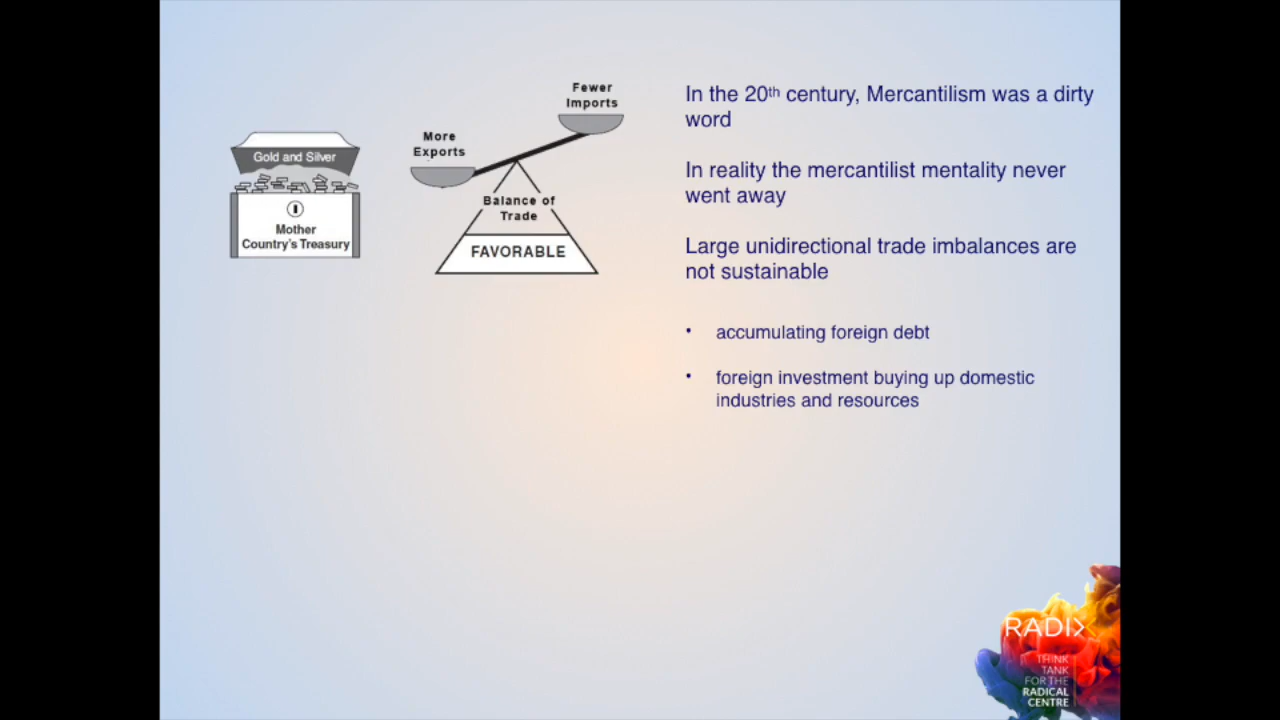 Gold and Silver
Mother
Country's Treasury
More
Exports
Fewer
Imports
Balance of
Trade
FAVORABLE
In the 20th century, Mercantilism was a dirty
word
In reality the mercantilist mentality never
went away
Large unidirectional trade imbalances are
not sustainable
• accumulating foreign debt
• foreign investment buying up domestic
industries and resources
RADIX
THINK
TANK
FOR THE
RADICAL
CENTRE